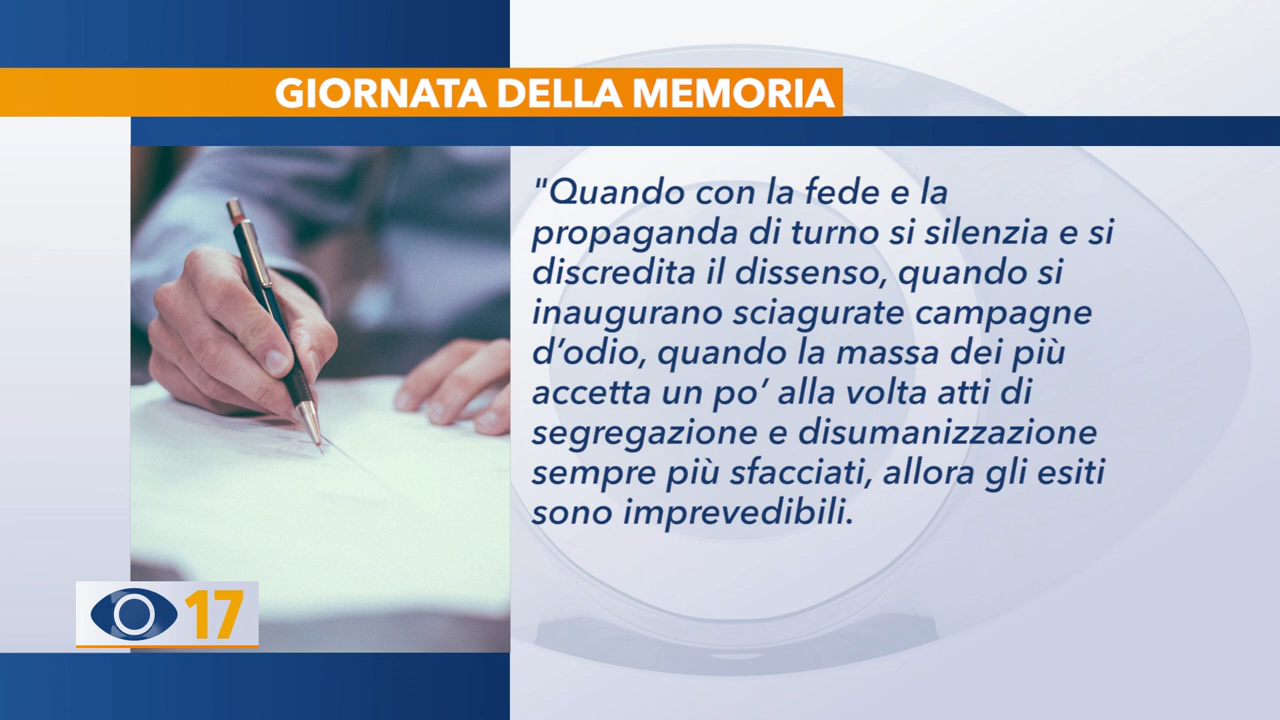 GIORNATA DELLA MEMORIA
"Quando con la fede e la
propaganda di turno si silenzia e si
discredita il dissenso, quando si
inaugurano sciagurate campagne
d’odio, quando la massa dei più
accetta un po’ alla volta atti di
segregazione e disumanizzazione
sempre più sfacciati, allora gli esiti
sono imprevedibili.
17